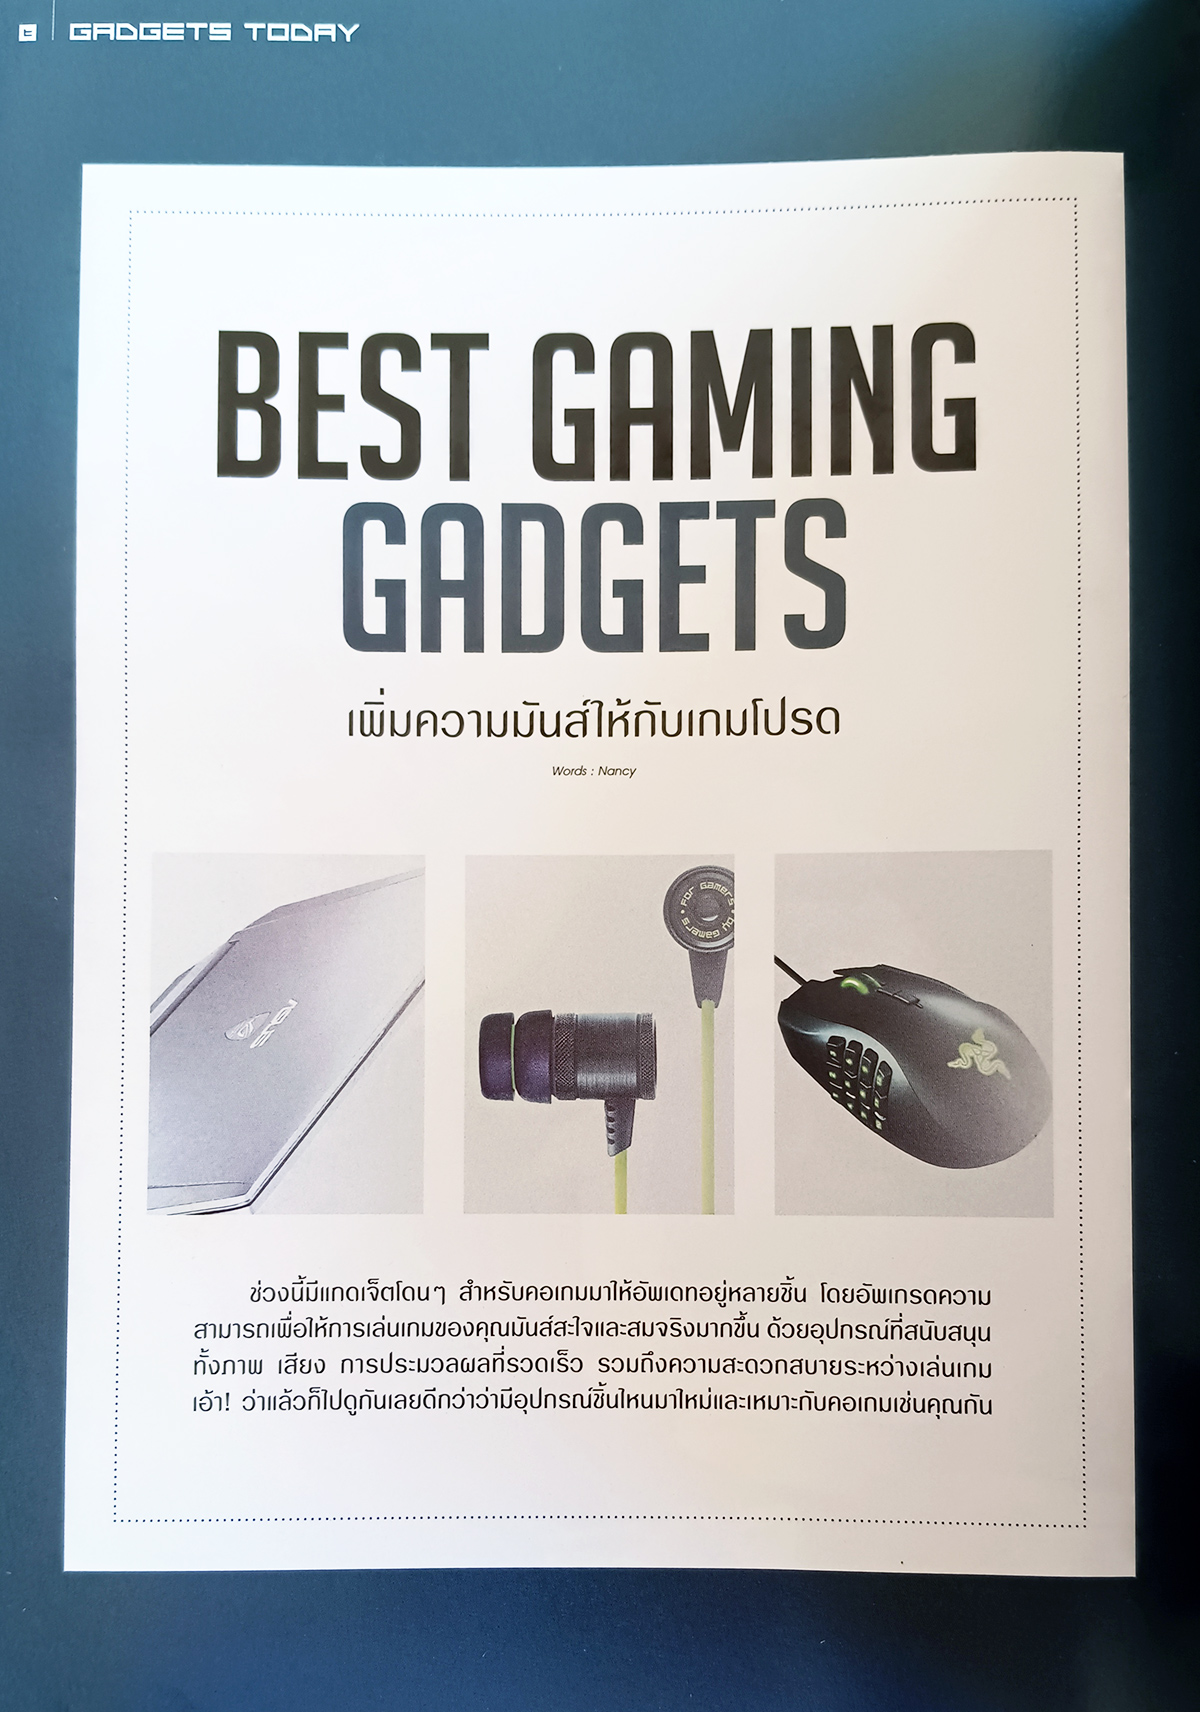 GADGETS TODAY
BEST GAMING
GADGETS
เพิ่มความมันส์ให้กับเกมโปรด
Words : Nancy
FOR GAMERS • BY GAMERS •
ช่วงนี้มีแกดเจ็ตโดนๆ สำหรับคอเกมมาให้อัพเดทอยู่หลายชิ้น โดยอัพเกรดความ
สามารถเพื่อให้การเล่นเกมของคุณมันส์สะใจและสมจริงมากขึ้น ด้วยอุปกรณ์ที่สนับสนุน
ทั้งภาพ เสียง การประมวลผลที่รวดเร็ว รวมถึงความสะดวกสบายระหว่างเล่นเกม
เอ้า! ว่าแล้วก็ไปดูกันเลยดีกว่าว่ามีอุปกรณ์ชิ้นไหนมาใหม่และเหมาะกับคอเกมเช่นคุณกัน